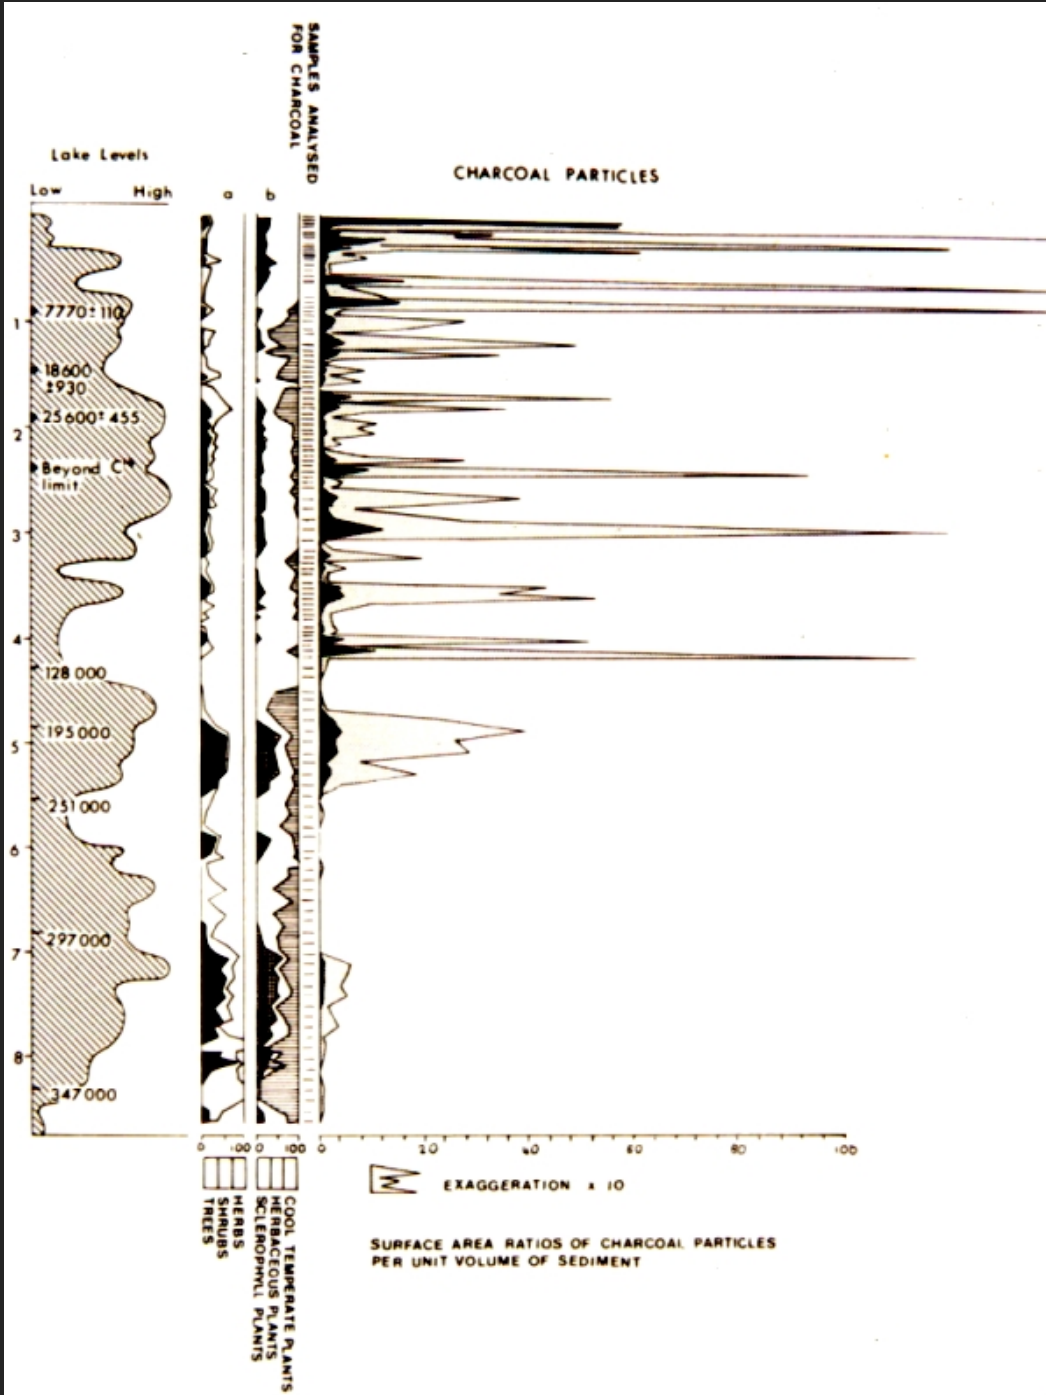 SAMPLES ANALYSED
FOR CHARCOAL
Lake Levels
Low High
a b
CHARCOAL PARTICLES
7770±110
1
18600
±930
25600±455
2
Beyond C14
limit
3
4
128 000
195 000
5
251 000
6
297 000
7
8
347 000
0 100 0 100 0 20 40 60 80 100
EXAGGERATION x 10
HERBS
SHRUBS
TREES
COOL TEMPERATE PLANTS
HERBACEOUS PLANTS
SCLEROPHYLL PLANTS
SURFACE AREA RATIOS OF CHARCOAL PARTICLES
PER UNIT VOLUME OF SEDIMENT